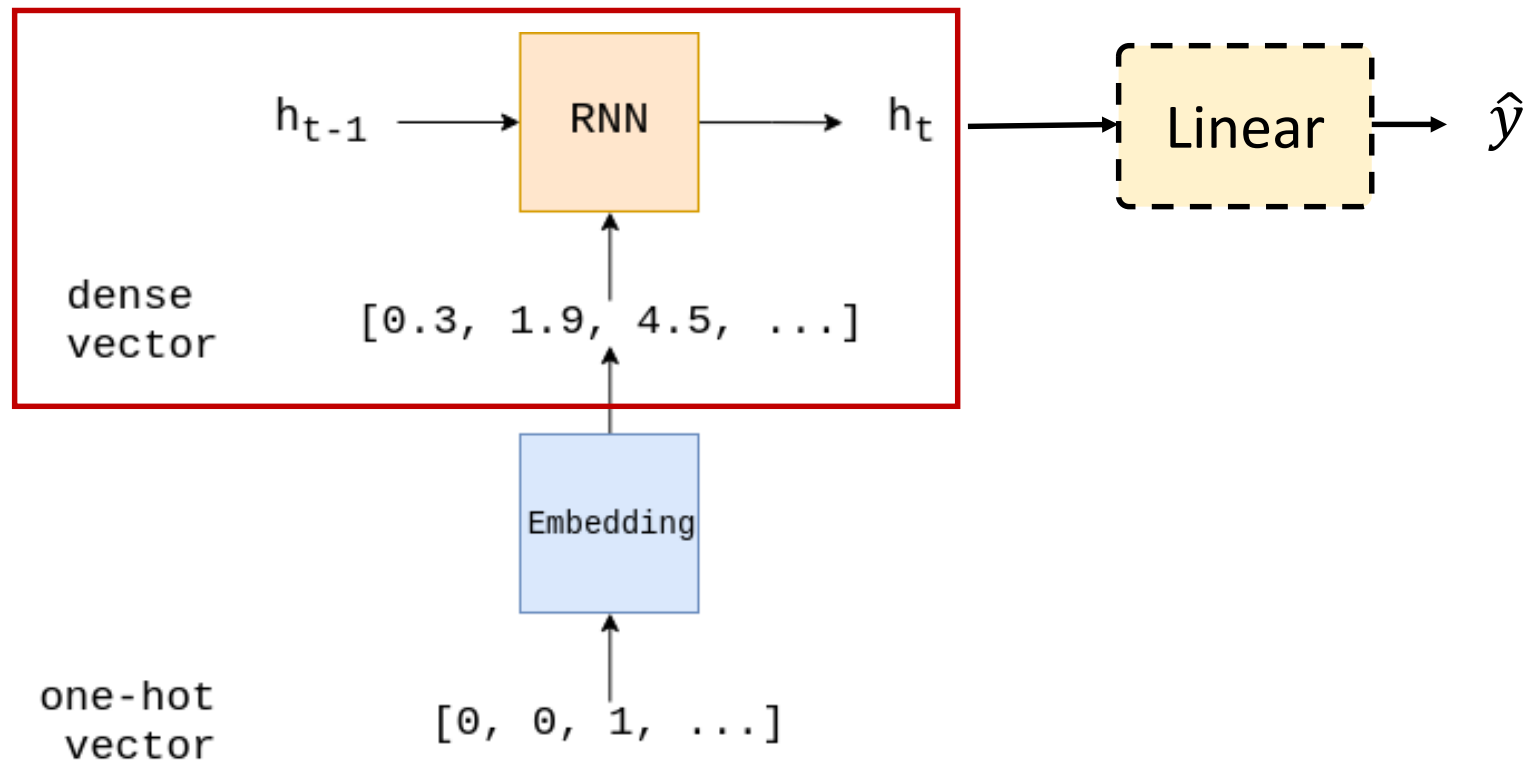 h_{t-1}
RNN
h_t
Linear
ŷ
dense
vector
[0.3, 1.9, 4.5, ...]
Embedding
one-hot
vector
[0, 0, 1, ...]